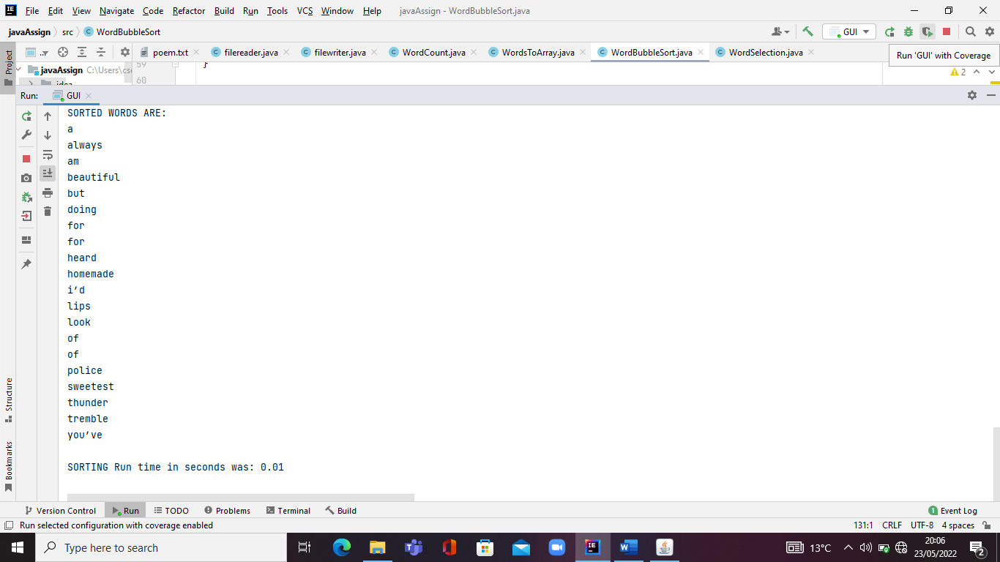 File Edit View Navigate Code Refactor Build Run Tools VCS Window Help javaAssign - WordBubbleSort.java
javaAssign src WordBubbleSort GUI
poem.txt filereader.java filewriter.java WordCount.java WordsToArray.java WordBubbleSort.java WordSelection.java
Run 'GUI' with Coverage
Project
javaAssign C:\Users\cs
59 }
60
2
.idea
Run: GUI
SORTED WORDS ARE:
a
always
am
beautiful
but
doing
for
for
heard
homemade
i’d
lips
look
of
of
police
sweetest
thunder
tremble
you’ve
SORTING Run time in seconds was: 0.01
Structure
Bookmarks
Version Control Run TODO Problems Terminal Build 1 Event Log
Run selected configuration with coverage enabled 131:1 CRLF UTF-8 4 spaces
Type here to search 13°C 20:06
23/05/2022 2